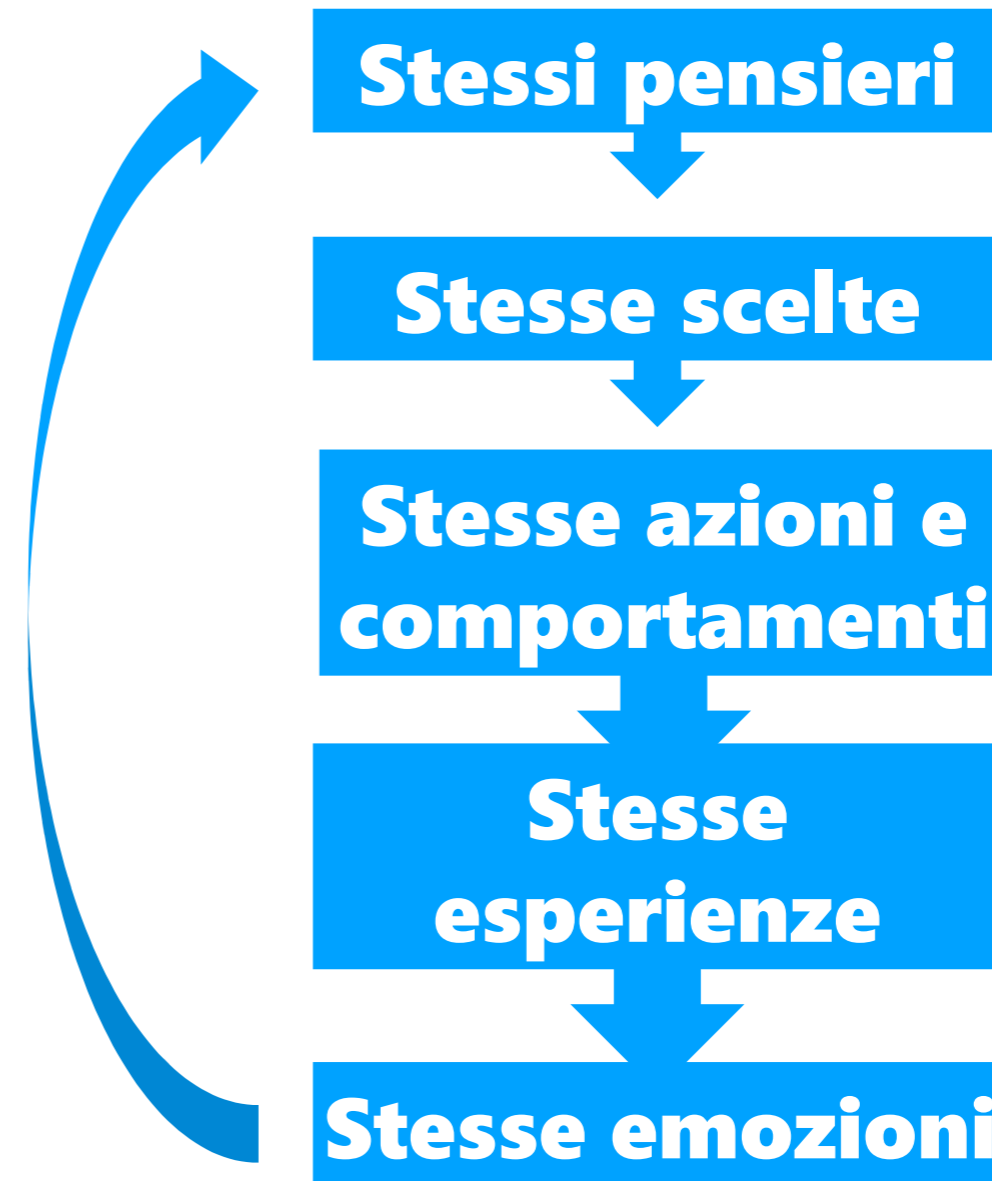 Stessi pensieri
Stesse scelte
Stesse azioni e
comportamenti
Stesse
esperienze
Stesse emozioni